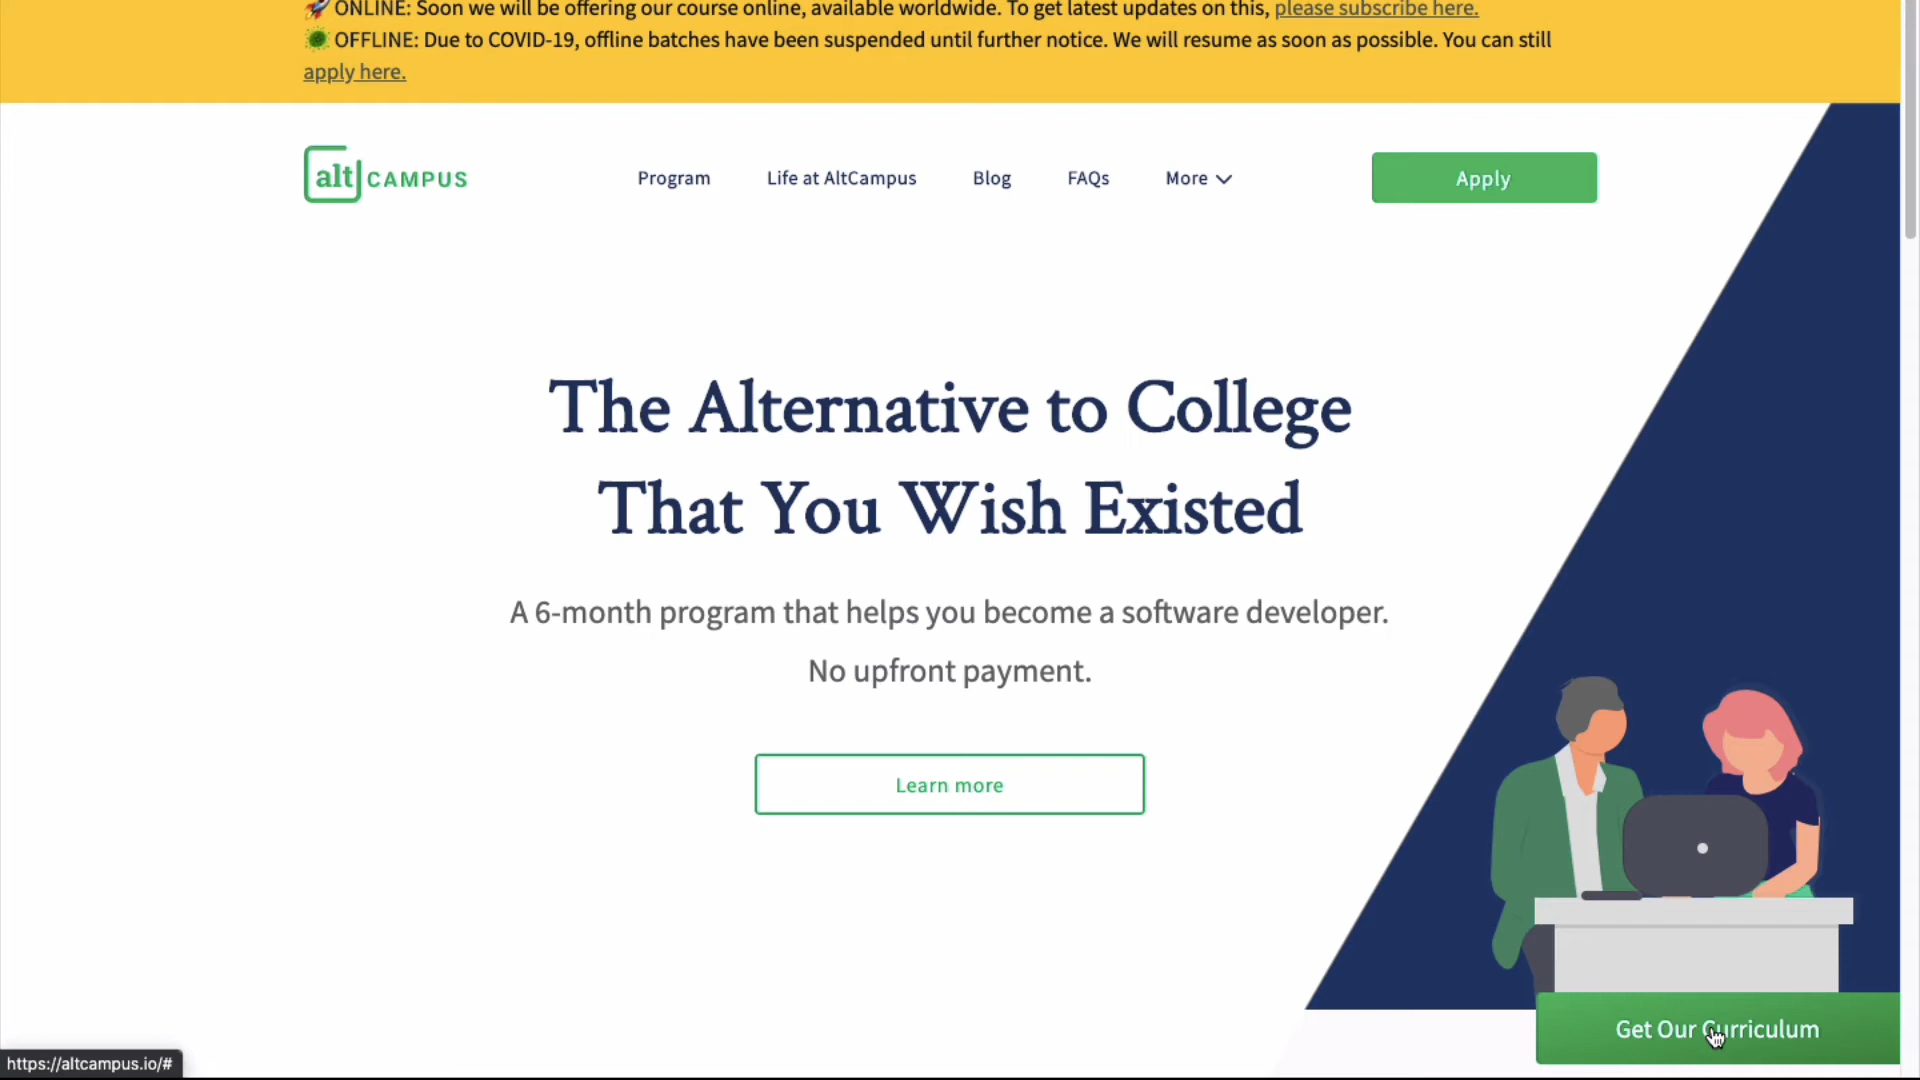 ONLINE: Soon we will be offering our course online, available worldwide. To get latest updates on this, please subscribe here.
OFFLINE: Due to COVID-19, offline batches have been suspended until further notice. We will resume as soon as possible. You can still
apply here.
alt CAMPUS
Program
Life at AltCampus
Blog
FAQs
More
Apply
The Alternative to College
That You Wish Existed
A 6-month program that helps you become a software developer.
No upfront payment.
Learn more
Get Our Curriculum
https://altcampus.io/#